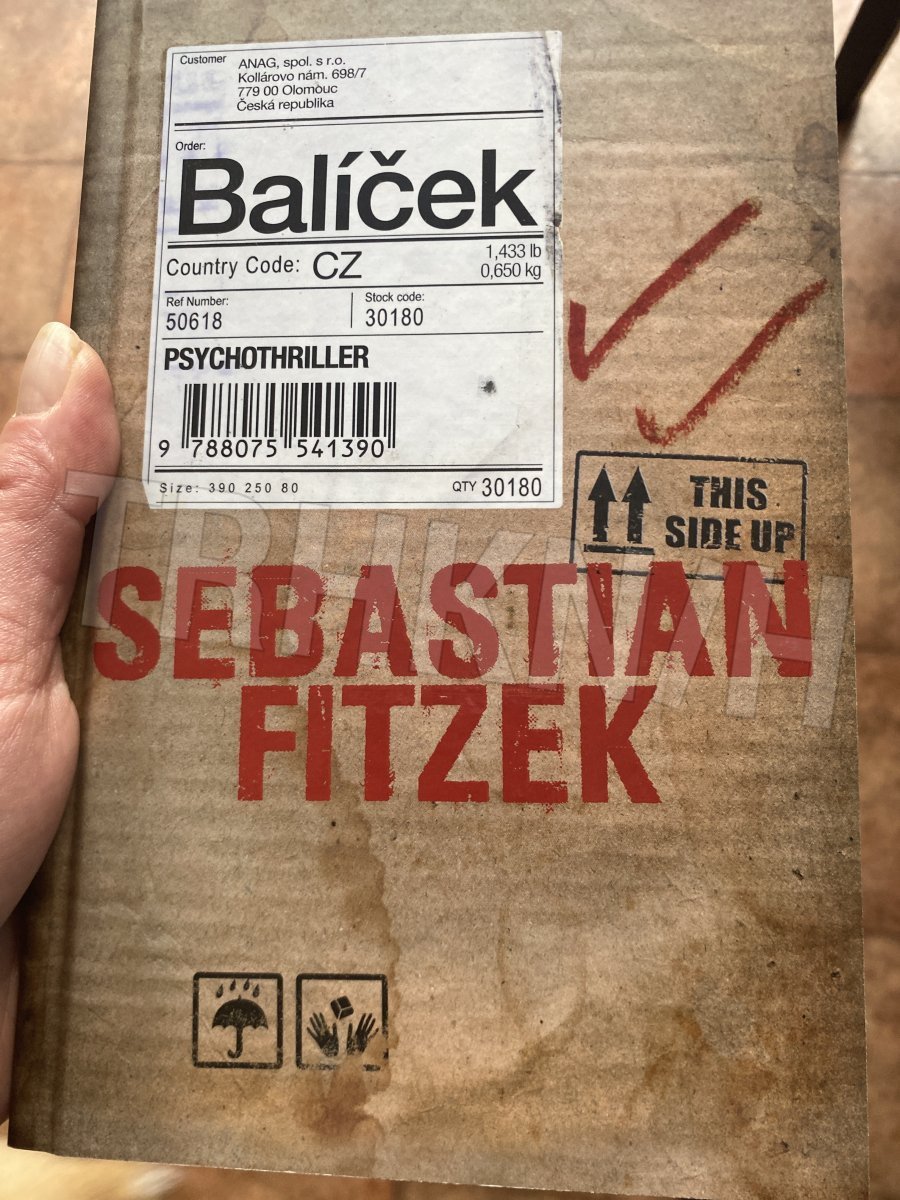 Customer
ANAG, spol. s r.o.
Kollárovo nám. 698/7
779 00 Olomouc
Česká republika
Order:
Balíček
Country Code: CZ
1,433 lb
0,650 kg
Ref Number:
50618
Stock code:
30180
PSYCHOTHRILLER
9 788075 541390
Size: 390 250 80
QTY 30180
THIS
SIDE UP
TRHKNIH
SEBASTIAN
FITZEK